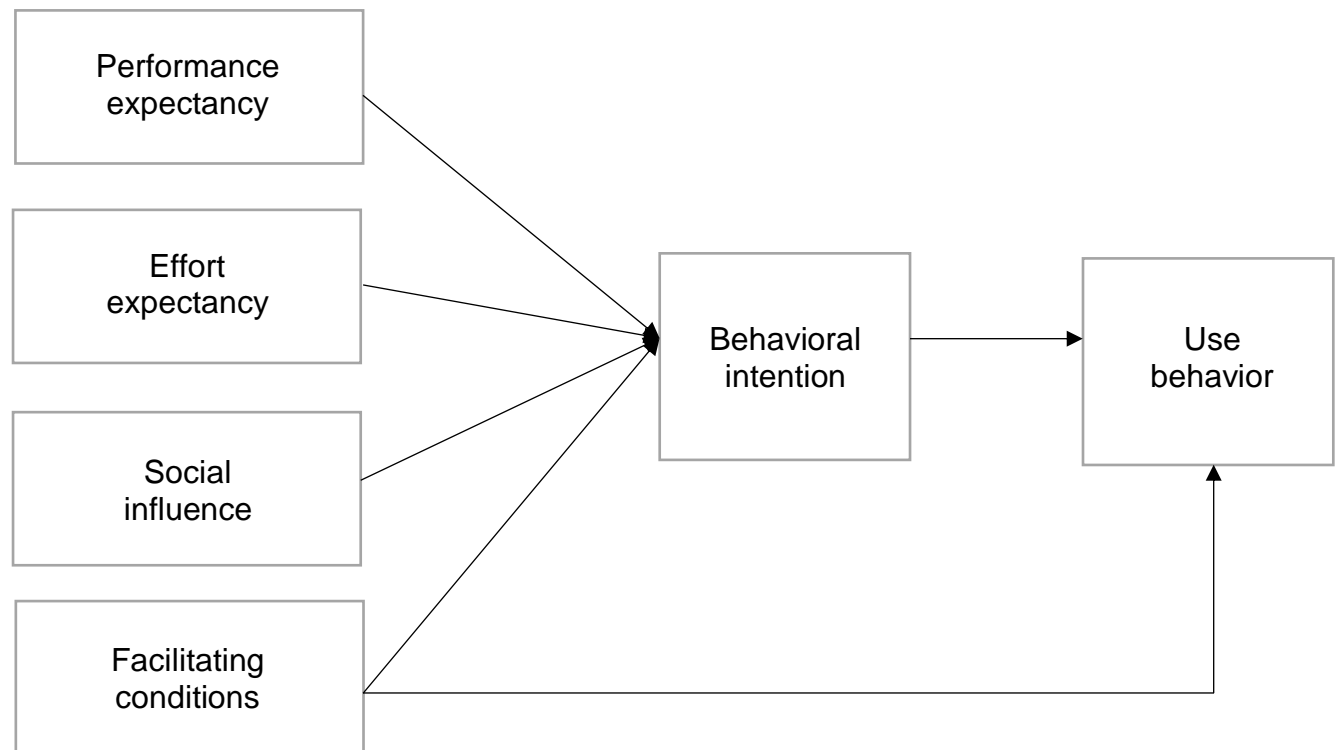 Performance
expectancy
Effort
expectancy
Social
influence
Facilitating
conditions
Behavioral
intention
Use
behavior